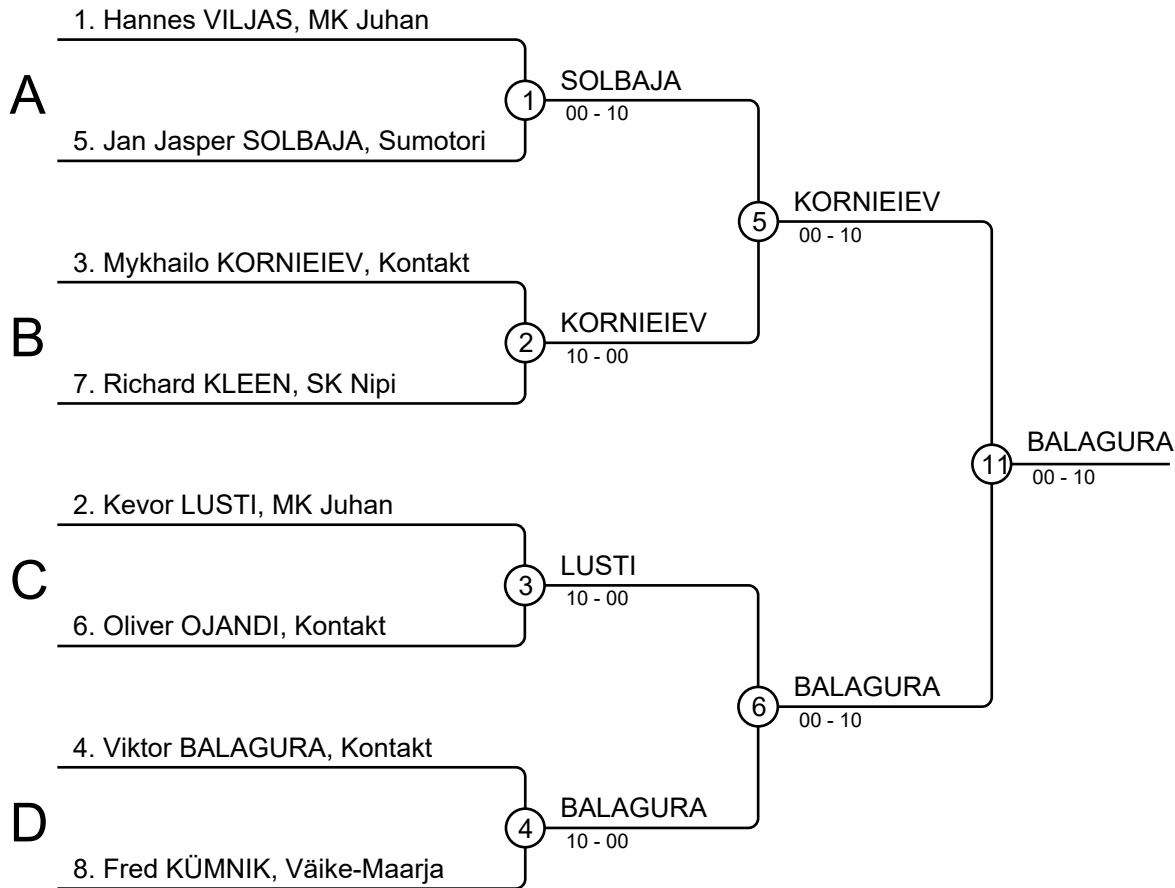 1. Hannes VILJAS, MK Juhan
A
1
SOLBAJA
00 - 10
5. Jan Jasper SOLBAJA, Sumotori
5
KORNIEIEV
00 - 10
3. Mykhailo KORNIEIEV, Kontakt
B
2
KORNIEIEV
10 - 00
7. Richard KLEEN, SK Nipi
11
BALAGURA
00 - 10
2. Kevor LUSTI, MK Juhan
C
3
LUSTI
10 - 00
6. Oliver OJANDI, Kontakt
6
BALAGURA
00 - 10
4. Viktor BALAGURA, Kontakt
D
4
BALAGURA
10 - 00
8. Fred KÜMNIK, Väike-Maarja